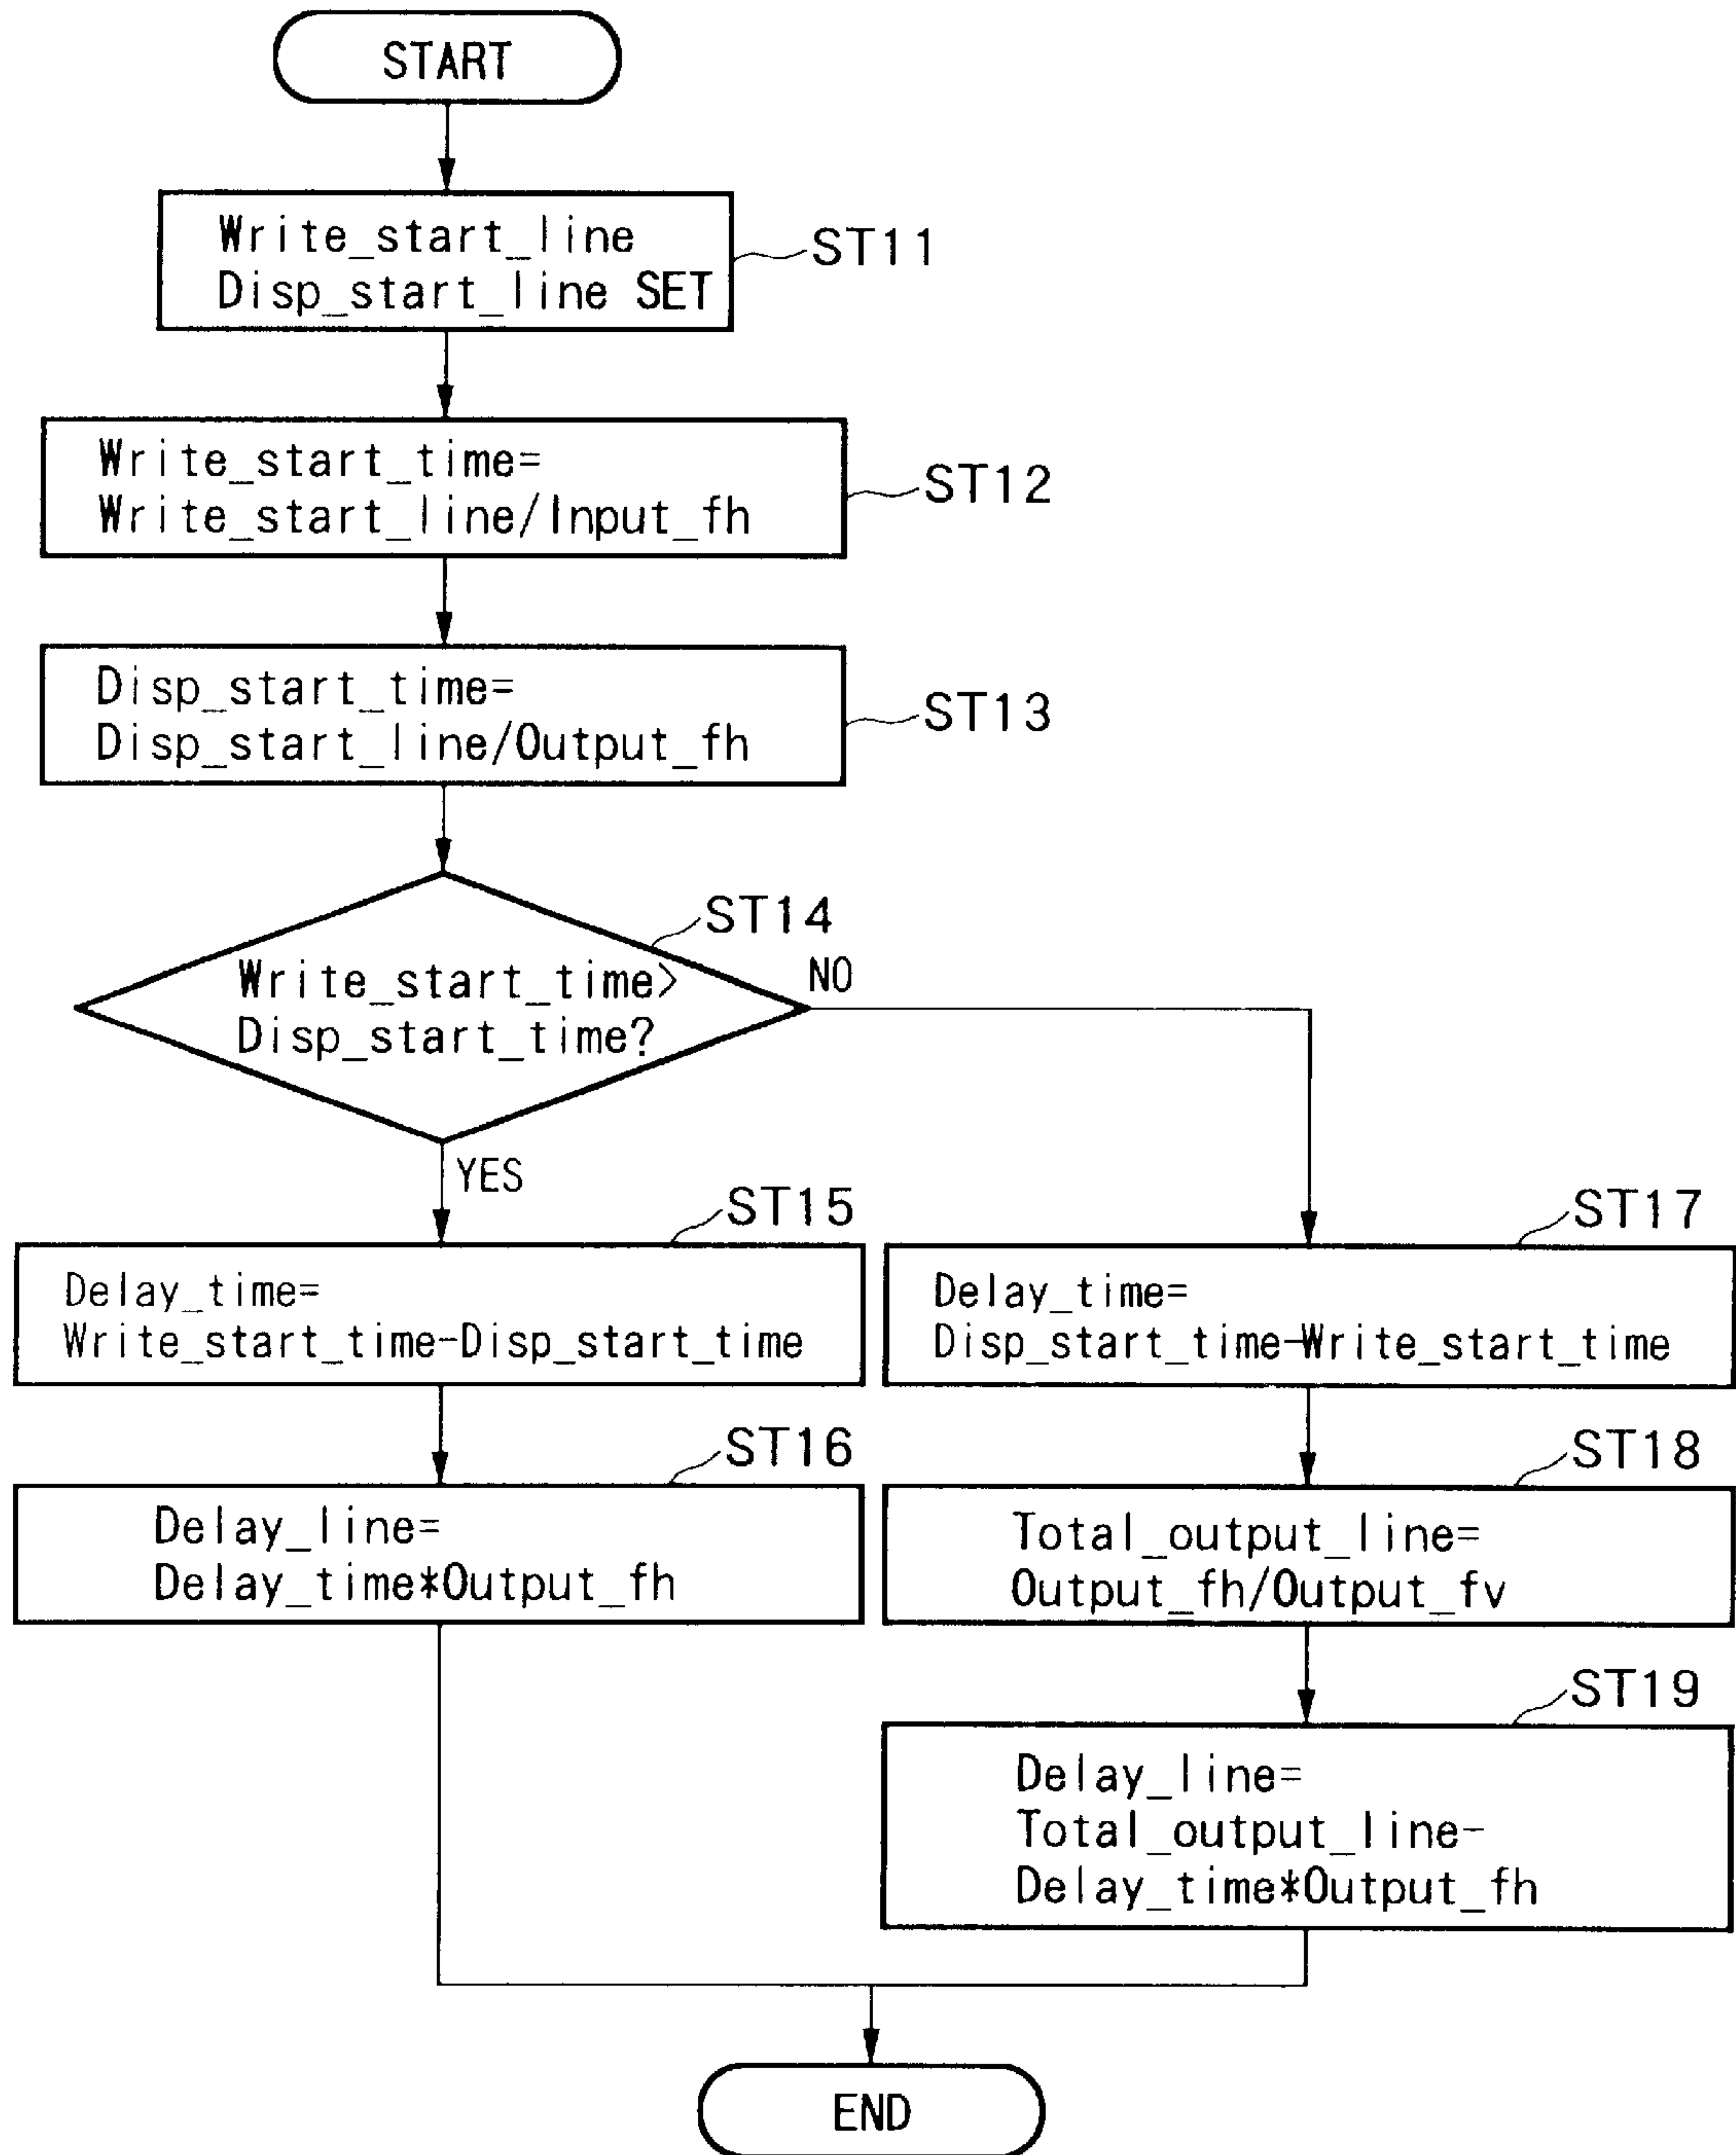 START
Write_start_line
Disp_start_line SET
ST11
Write_start_time=
Write_start_line/Input_fh
ST12
Disp_start_time=
Disp_start_line/Output_fh
ST13
ST14
Write_start_time>
Disp_start_time?
NO
YES
ST15
Delay_time=
Write_start_time-Disp_start_time
ST17
Delay_time=
Disp_start_time-Write_start_time
ST16
Delay_line=
Delay_time*Output_fh
ST18
Total_output_line=
Output_fh/Output_fv
ST19
Delay_line=
Total_output_line-
Delay_time*Output_fh
END